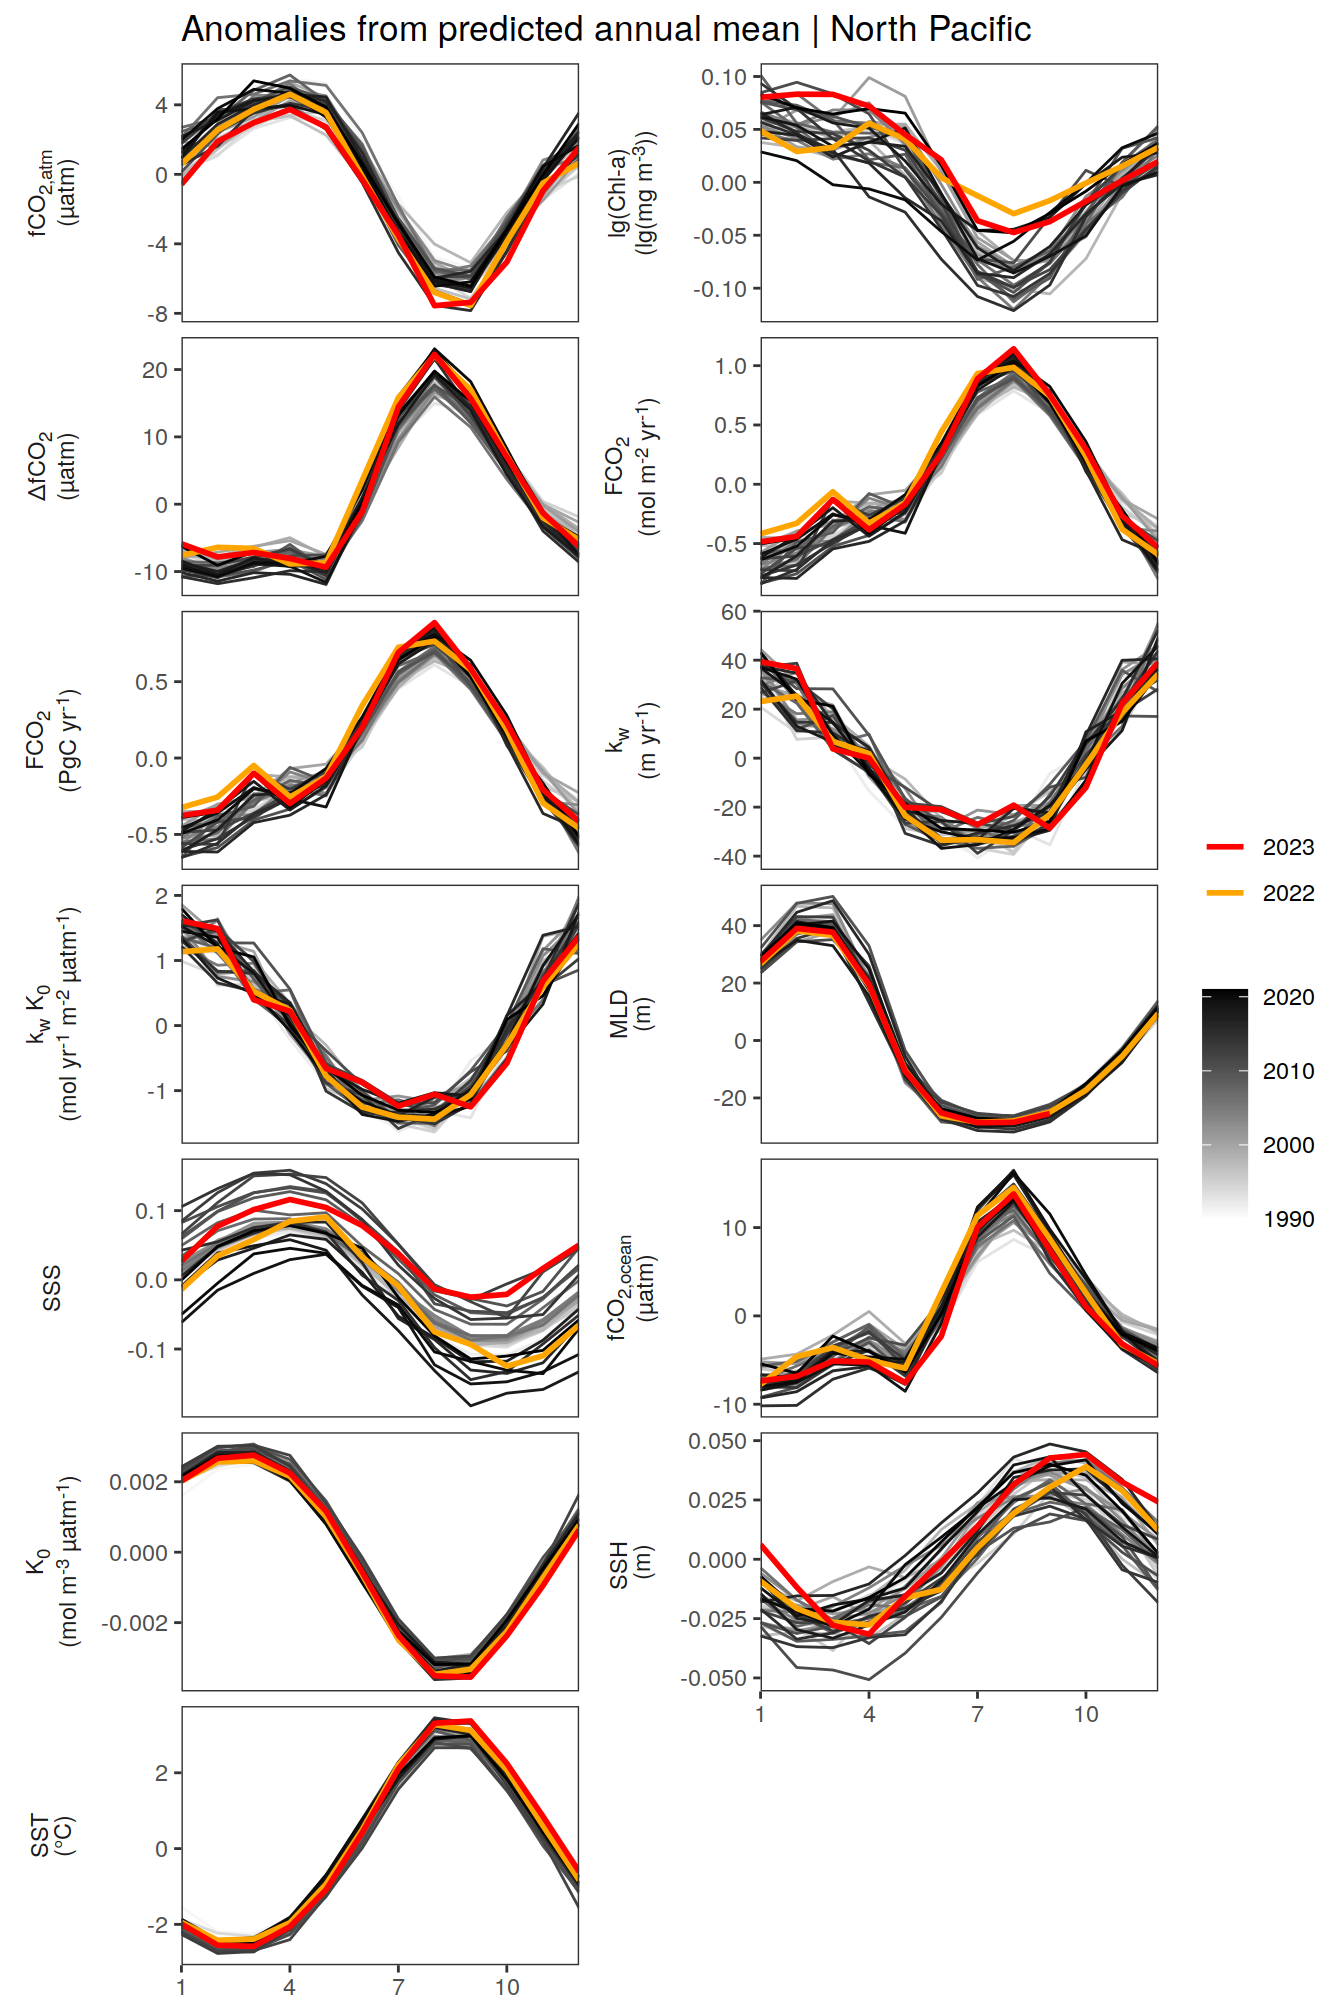 Anomalies from predicted annual mean | North Pacific
fCO2,atm
(µatm)
4
0
-4
-8
lg(Chl-a)
(lg(mg m-3))
0.10
0.05
0.00
-0.05
-0.10
ΔfCO2
(µatm)
20
10
0
-10
FCO2
(mol m-2 yr-1)
1.0
0.5
0.0
-0.5
FCO2
(PgC yr-1)
0.5
0.0
-0.5
kw
(m yr-1)
60
40
20
0
-20
-40
kw K0
(mol yr-1 m-2 µatm-1)
2
1
0
-1
MLD
(m)
40
20
0
-20
SSS
0.1
0.0
-0.1
fCO2,ocean
(µatm)
10
0
-10
K0
(mol m-3 µatm-1)
0.002
0.000
-0.002
SSH
(m)
0.050
0.025
0.000
-0.025
-0.050
1 4 7 10
SST
(°C)
2
0
-2
1 4 7 10
2023
2022
2020
2010
2000
1990